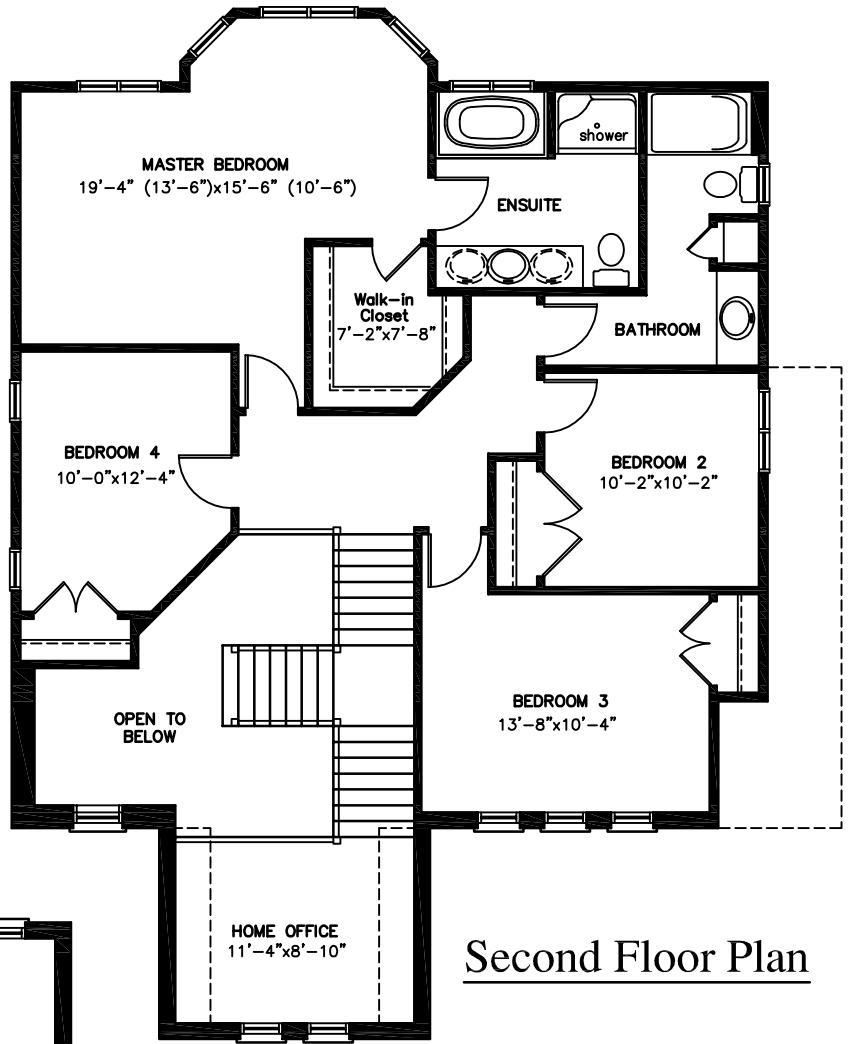 MASTER BEDROOM
19'-4" (13'-6")x15'-6" (10'-6")
shower
ENSUITE
Walk-in
Closet
7'-2"x7'-8"
BATHROOM
BEDROOM 4
10'-0"x12'-4"
BEDROOM 2
10'-2"x10'-2"
BEDROOM 3
13'-8"x10'-4"
OPEN TO
BELOW
HOME OFFICE
11'-4"x8'-10"
Second Floor Plan